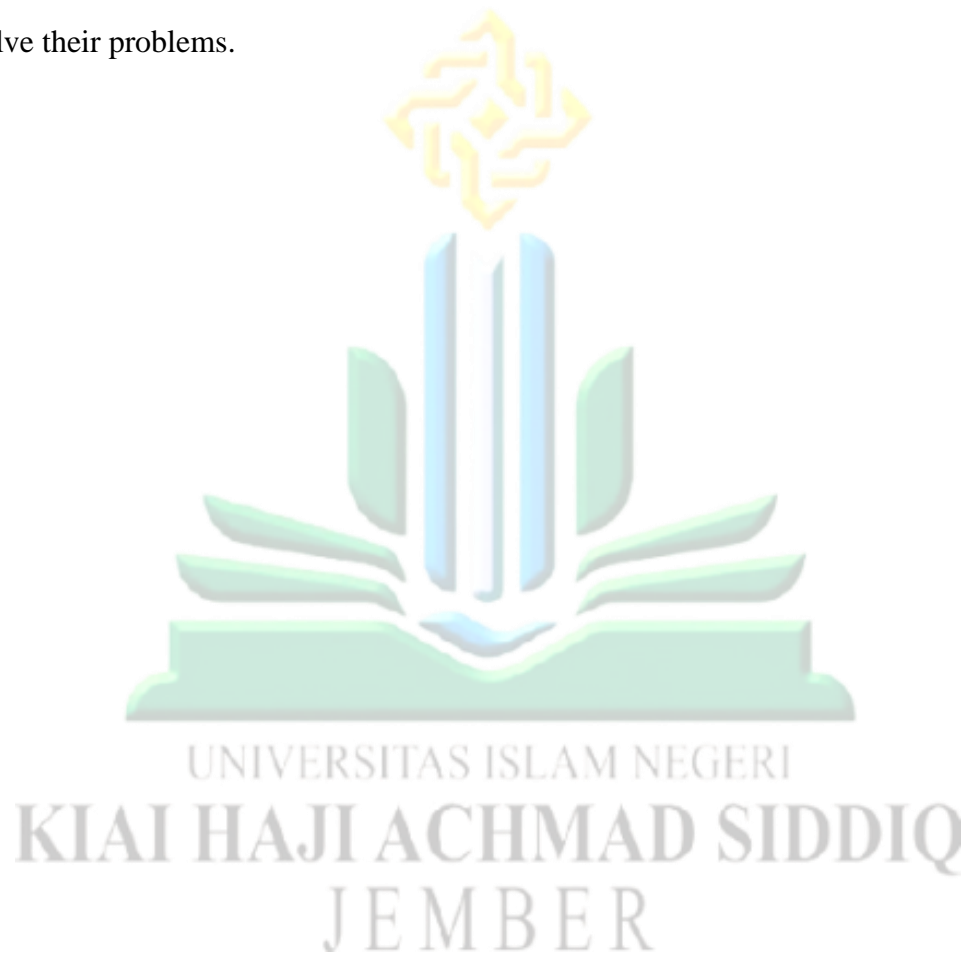 lve their problems.
UNIVERSITAS ISLAM NEGERI
KIAI HAJI ACHMAD SIDDIQ
JEMBER